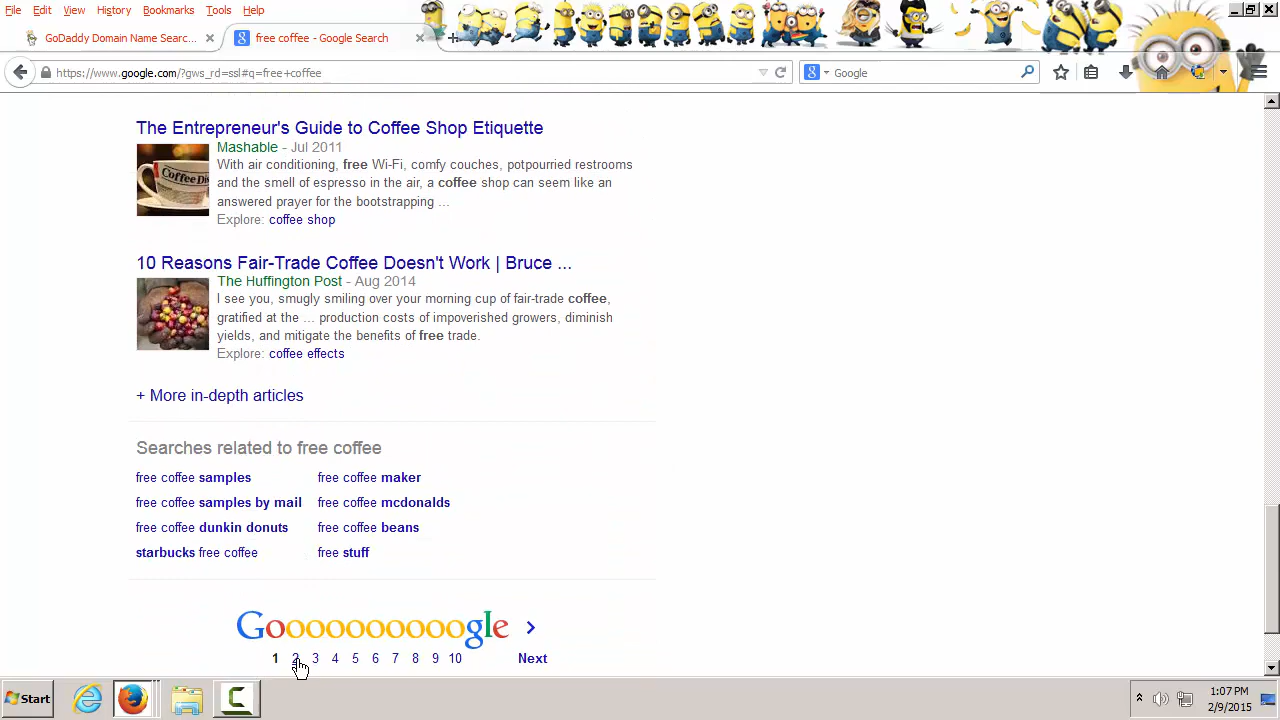 File Edit View History Bookmarks Tools Help
GoDaddy Domain Name Searc...
free coffee - Google Search
https://www.google.com/?gws_rd=ssl#q=free+coffee
Google
The Entrepreneur's Guide to Coffee Shop Etiquette
Mashable - Jul 2011
With air conditioning, free Wi-Fi, comfy couches, potpourried restrooms
and the smell of espresso in the air, a coffee shop can seem like an
answered prayer for the bootstrapping ...
Explore: coffee shop
10 Reasons Fair-Trade Coffee Doesn't Work | Bruce ...
The Huffington Post - Aug 2014
I see you, smugly smiling over your morning cup of fair-trade coffee,
gratified at the ... production costs of impoverished growers, diminish
yields, and mitigate the benefits of free trade.
Explore: coffee effects
+ More in-depth articles
Searches related to free coffee
free coffee samples
free coffee maker
free coffee samples by mail
free coffee mcdonalds
free coffee dunkin donuts
free coffee beans
starbucks free coffee
free stuff
Goooooooooogle >
1 2 3 4 5 6 7 8 9 10 Next
Start
1:07 PM
2/9/2015